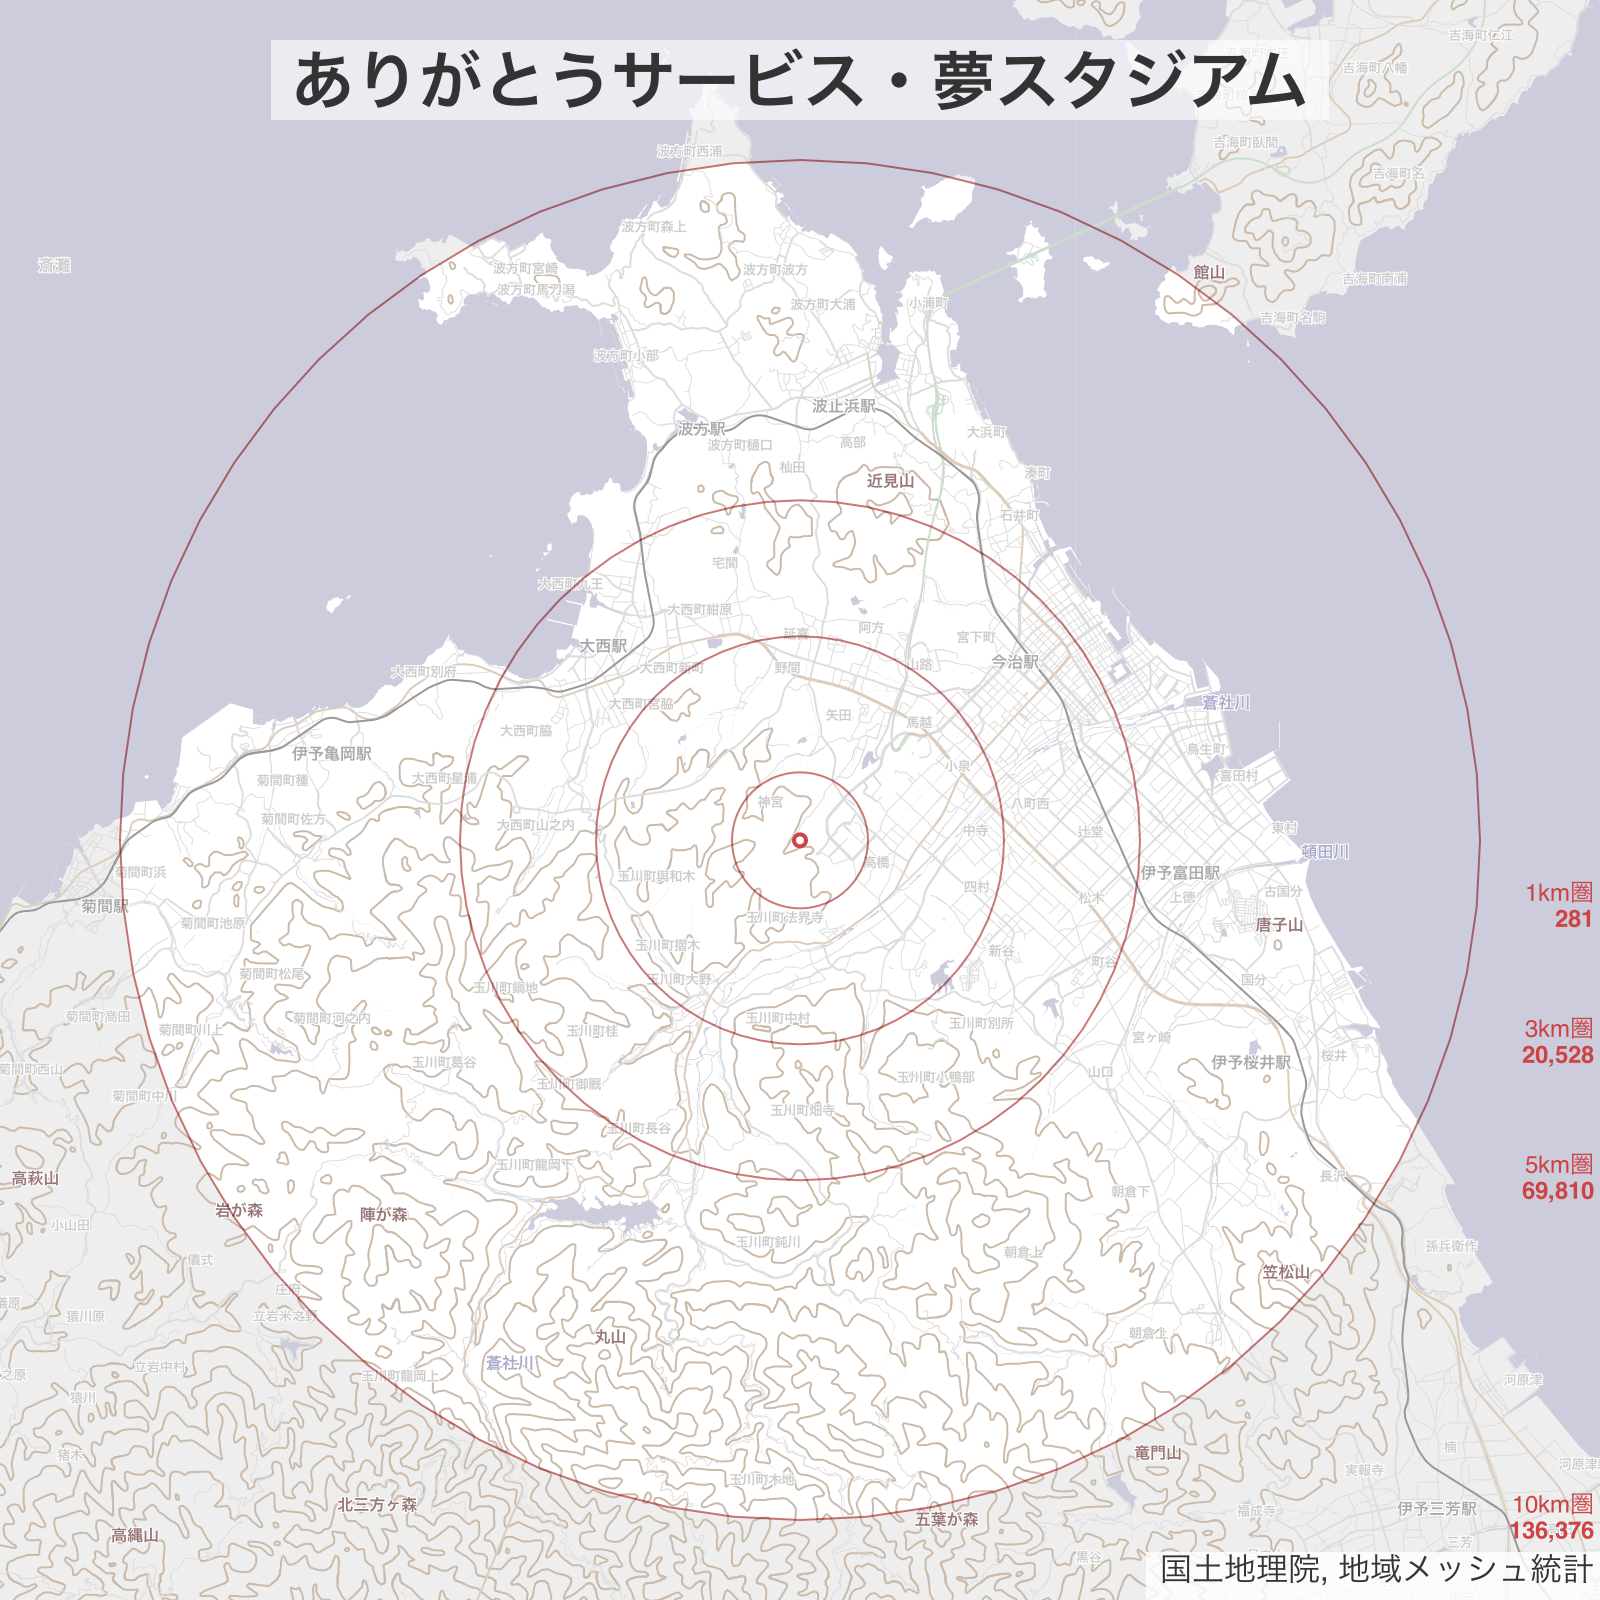 ありがとうサービス・夢スタジアム
吉海町仁江
吉海町八幡
吉海町臥間
波方町西浦
吉海町名
波方町森上
斎灘
波方町宮崎
波方町波方
館山
吉海町南浦
波方町馬刀潟
波方町大浦
小浦町
吉海町名駒
波方町小部
波止浜駅
波方駅
大浜町
波方町樋口
高部
杣田
湊町
近見山
石井町
宅間
大西町九王
大西町紺原
延喜
阿方
宮下町
大西駅
今治駅
大西町別府
大西町新町
野間
山路
大西町宮脇
蒼社川
矢田
馬越
大西町脇
伊予亀岡駅
鳥生町
小泉
喜田村
菊間町種
大西町星浦
神宮
八町西
菊間町佐方
大西町山之内
中寺
辻堂
東村
頓田川
高橋
菊間町浜
玉川町與和木
伊予富田駅
四村
古国分
1km圏
281
松木
上徳
菊間駅
玉川町法界寺
菊間町池原
唐子山
玉川町摺木
新谷
町谷
菊間町松尾
玉川町大野
国分
玉川町鍋地
菊間町高田
菊間町河之内
玉川町中村
玉川町別所
菊間町川上
玉川町桂
宮ヶ崎
3km圏
20,528
桜井
玉川町葛谷
伊予桜井駅
菊間町西山
山口
玉川町小鴨部
玉川町御厩
菊間町中川
玉川町畑寺
玉川町長谷
玉川町龍岡下
5km圏
69,810
高萩山
長沢
朝倉下
岩が森
陣が森
小山田
玉川町鈍川
孫兵衛作
朝倉上
儀式
笠松山
庄府
猿川原
立岩米之野
朝倉上
丸山
蒼社川
立岩中村
之原
玉川町龍岡上
河原津
猿川
楠
猪木
竜門山
河原津
実報寺
玉川町木地
北三方ヶ森
10km圏
136,376
伊予三芳駅
福成寺
五葉が森
高縄山
三芳
黒谷
国土地理院, 地域メッシュ統計